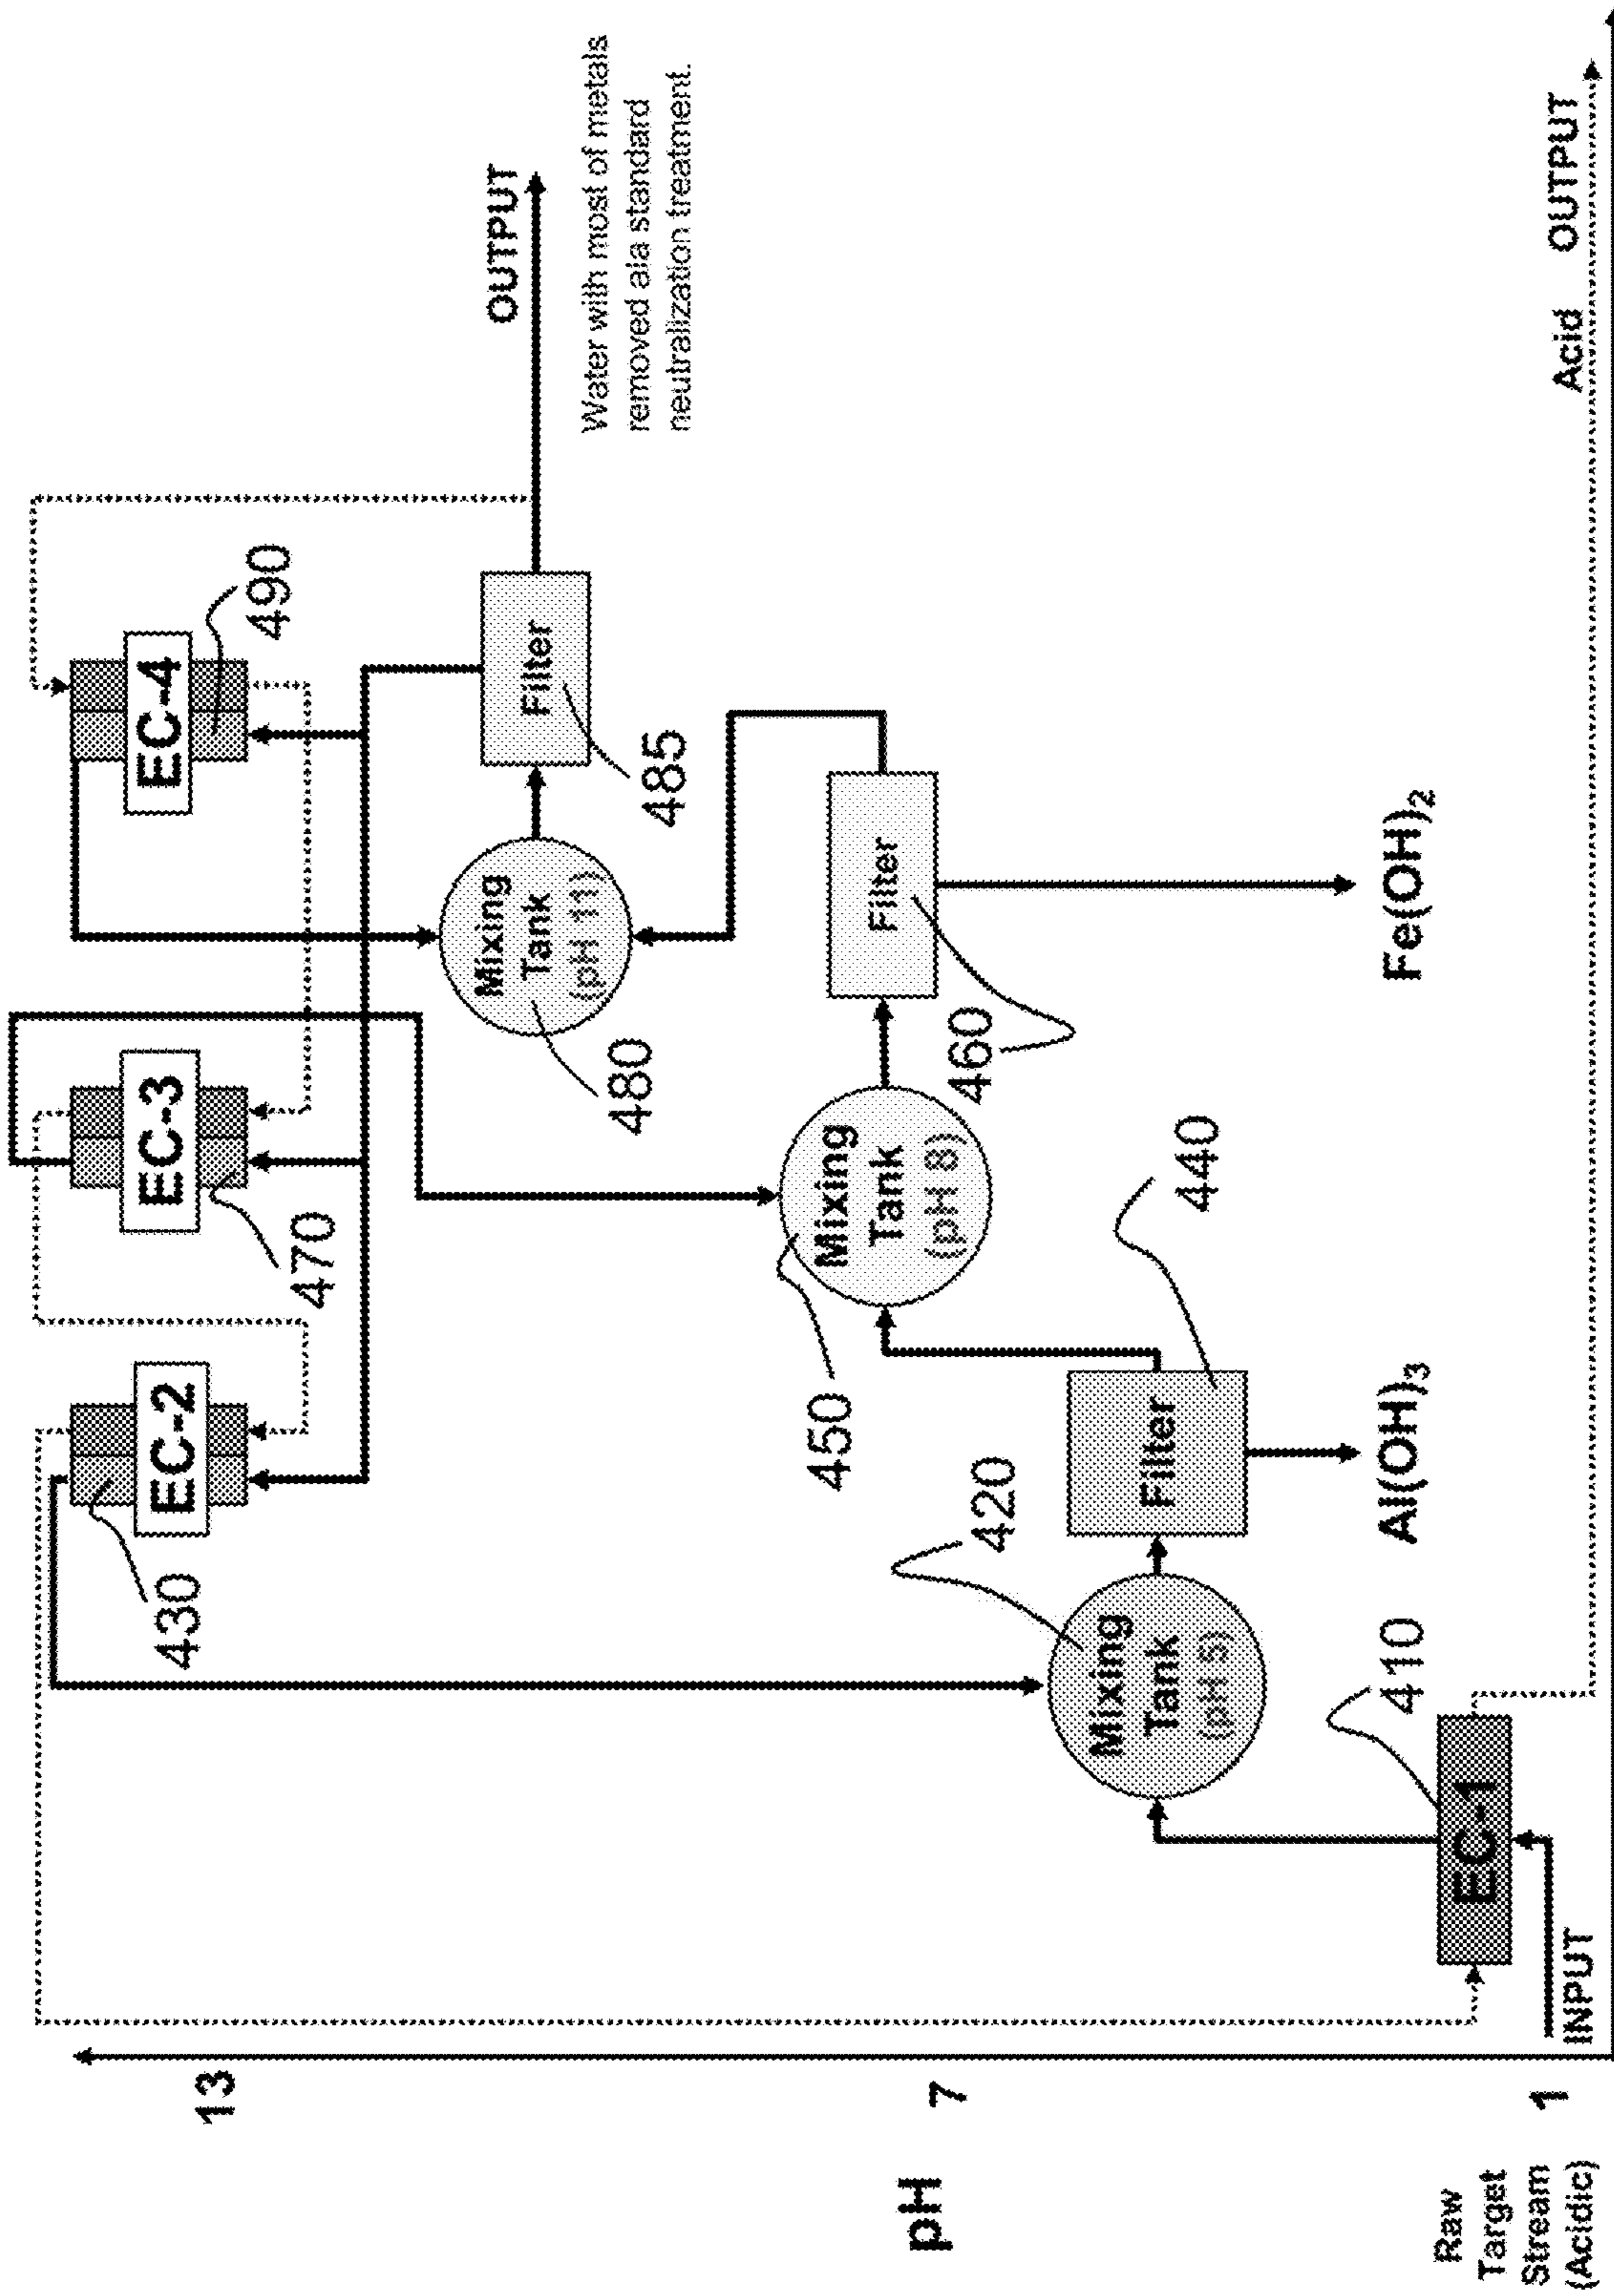 13
7
1
pH
Raw
Target
Stream
(Acidic)
INPUT
EC-1
410
Mixing
Tank
(pH 5)
420
Filter
440
Al(OH)3
EC-2
430
Mixing
Tank
(pH 8)
450
Filter
460
Fe(OH)2
EC-3
470
Mixing
Tank
(pH 11)
480
Filter
485
EC-4
490
OUTPUT
Water with most of metals
removed ala standard
neutralization treatment.
Acid OUTPUT